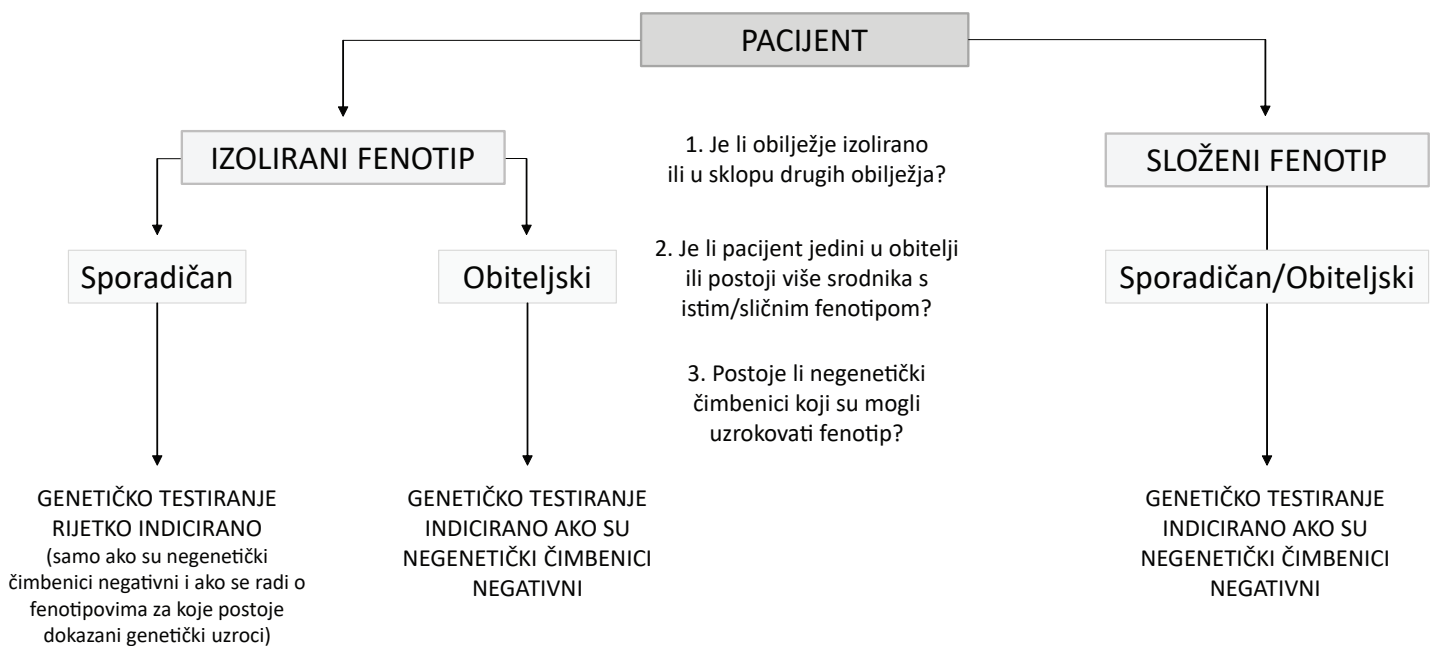 PACIJENT
IZOLIRANI FENOTIP
1. Je li obilježje izolirano
ili u sklopu drugih obilježja?
SLOŽENI FENOTIP
Sporadičan
Obiteljski
2. Je li pacijent jedini u obitelji
ili postoji više srodnika s
istim/sličnim fenotipom?
Sporadičan/Obiteljski
3. Postoje li negenetički
čimbenici koji su mogli
uzrokovati fenotip?
GENETIČKO TESTIRANJE
RIJETKO INDICIRANO
(samo ako su negenetički
čimbenici negativni i ako se radi o
fenotipovima za koje postoje
dokazani genetički uzroci)
GENETIČKO TESTIRANJE
INDICIRANO AKO SU
NEGENETIČKI ČIMBENICI
NEGATIVNI
GENETIČKO TESTIRANJE
INDICIRANO AKO SU
NEGENETIČKI ČIMBENICI
NEGATIVNI